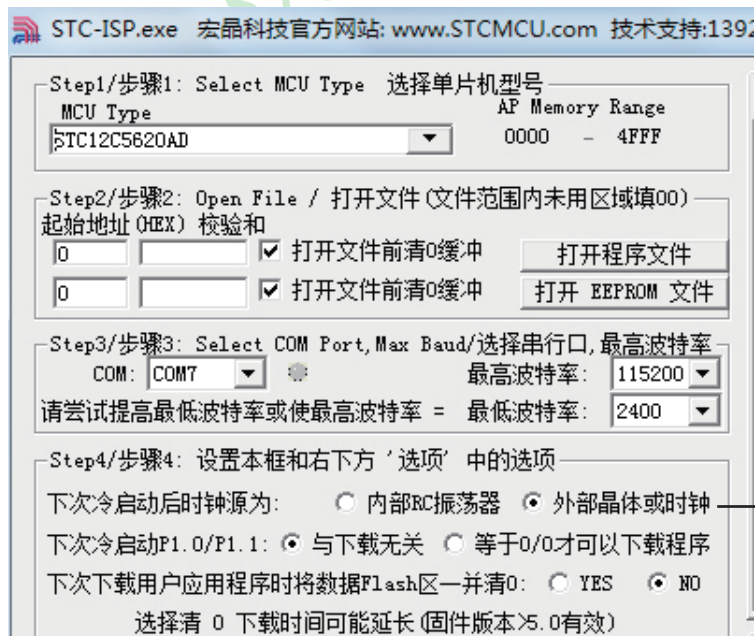 STC-ISP.exe 宏晶科技官方网站: www.STCMCU.com 技术支持:1392
Step1/步骤1: Select MCU Type 选择单片机型号
MCU Type AP Memory Range
STC12C5620AD 0000 - 4FFF
Step2/步骤2: Open File / 打开文件(文件范围内未用区域填00)
起始地址(HEX) 校验和
0 打开文件前清0缓冲 打开程序文件
0 打开文件前清0缓冲 打开 EEPROM 文件
Step3/步骤3: Select COM Port,Max Baud/选择串行口,最高波特率
COM: COM7 最高波特率: 115200
请尝试提高最低波特率或使最高波特率 = 最低波特率: 2400
Step4/步骤4: 设置本框和右下方 '选项' 中的选项
下次冷启动后时钟源为: 内部RC振荡器 外部晶体或时钟
下次冷启动P1.0/P1.1: 与下载无关 等于0/0才可以下载程序
下次下载用户应用程序时将数据Flash区一并清0: YES NO
选择清 0 下载时间可能延长(固件版本>5.0有效)